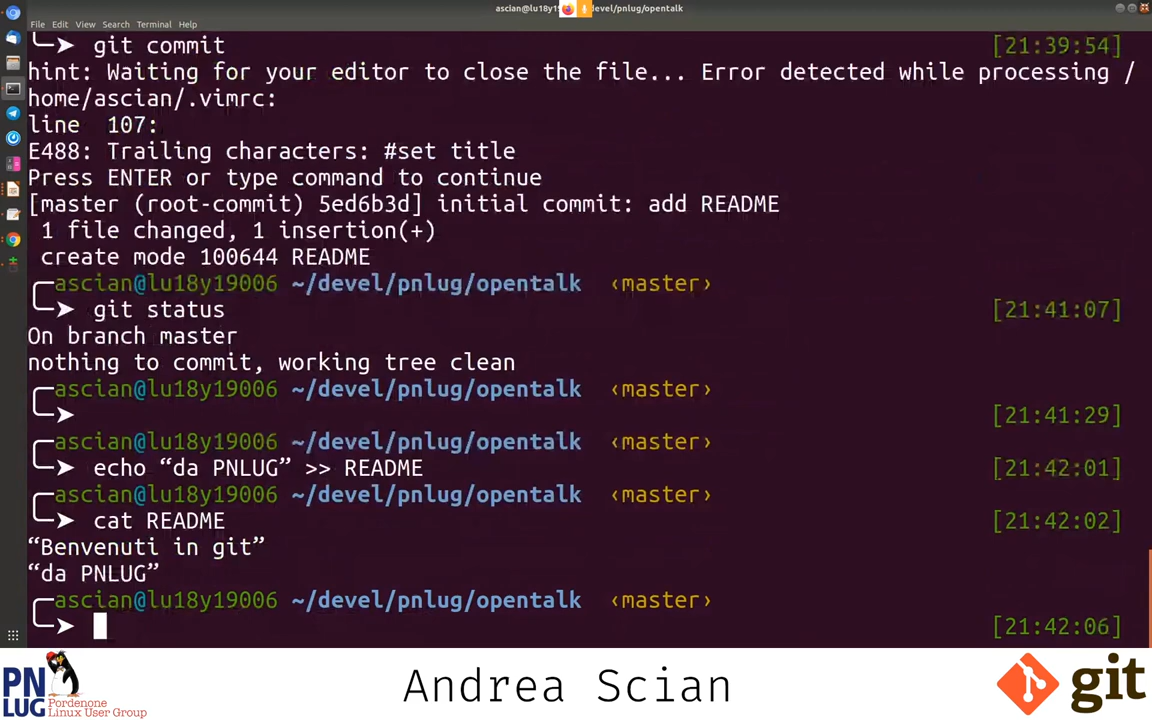 ascian@lu18y19006:~/devel/pnlug/opentalk
File Edit View Search Terminal Help
git commit [21:39:54]
hint: Waiting for your editor to close the file... Error detected while processing /
home/ascian/.vimrc:
line  107:
E488: Trailing characters: #set title
Press ENTER or type command to continue
[master (root-commit) 5ed6b3d] initial commit: add README
1 file changed, 1 insertion(+)
create mode 100644 README
ascian@lu18y19006 ~/devel/pnlug/opentalk ‹master›
git status [21:41:07]
On branch master
nothing to commit, working tree clean
ascian@lu18y19006 ~/devel/pnlug/opentalk ‹master›
[21:41:29]
ascian@lu18y19006 ~/devel/pnlug/opentalk ‹master›
echo “da PNLUG” >> README [21:42:01]
ascian@lu18y19006 ~/devel/pnlug/opentalk ‹master›
cat README [21:42:02]
“Benvenuti in git”
“da PNLUG”
ascian@lu18y19006 ~/devel/pnlug/opentalk ‹master›
[21:42:06]
PN
LUG
Pordenone
Linux User Group
Andrea Scian
git